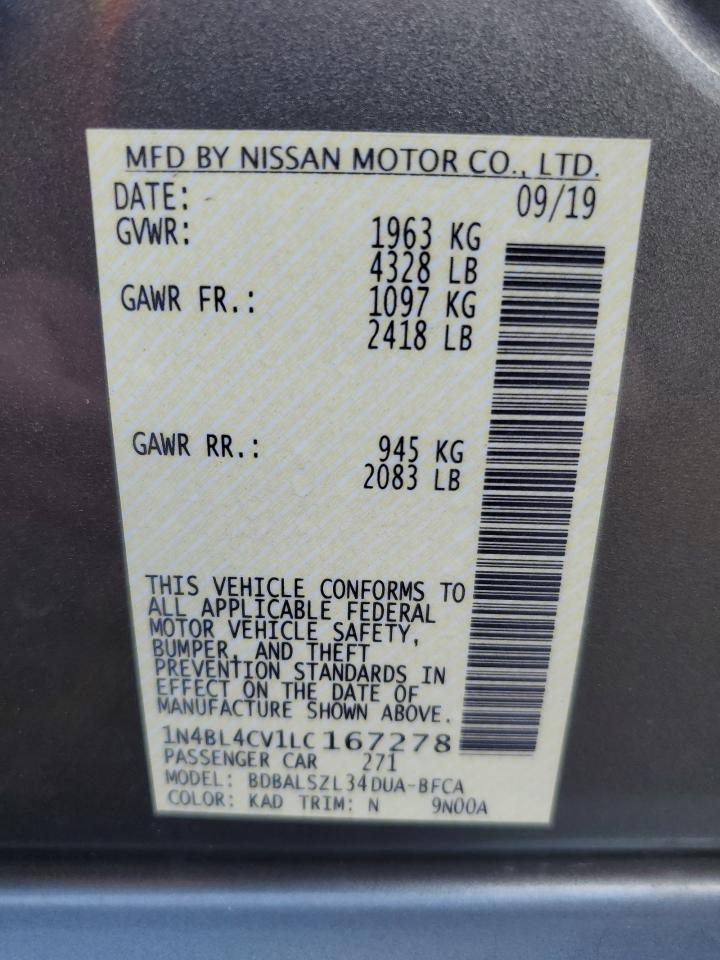 MFD BY NISSAN MOTOR CO., LTD.
DATE: 09/19
GVWR: 1963 KG
4328 LB
GAWR FR.: 1097 KG
2418 LB
GAWR RR.: 945 KG
2083 LB
THIS VEHICLE CONFORMS TO
ALL APPLICABLE FEDERAL
MOTOR VEHICLE SAFETY,
BUMPER, AND THEFT
PREVENTION STANDARDS IN
EFFECT ON THE DATE OF
MANUFACTURE SHOWN ABOVE.
1N4BL4CV1LC167278
PASSENGER CAR 271
MODEL: BDBALSZL34DUA-BFCA
COLOR: KAD TRIM: N 9N00A